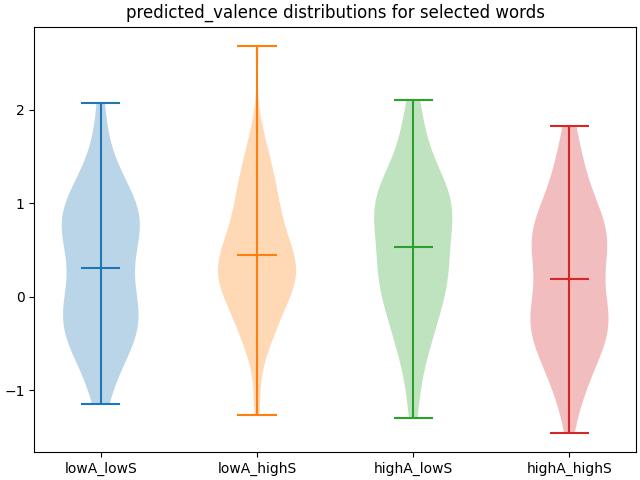 predicted_valence distributions for selected words
2
1
0
−1
lowA_lowS
lowA_highS
highA_lowS
highA_highS